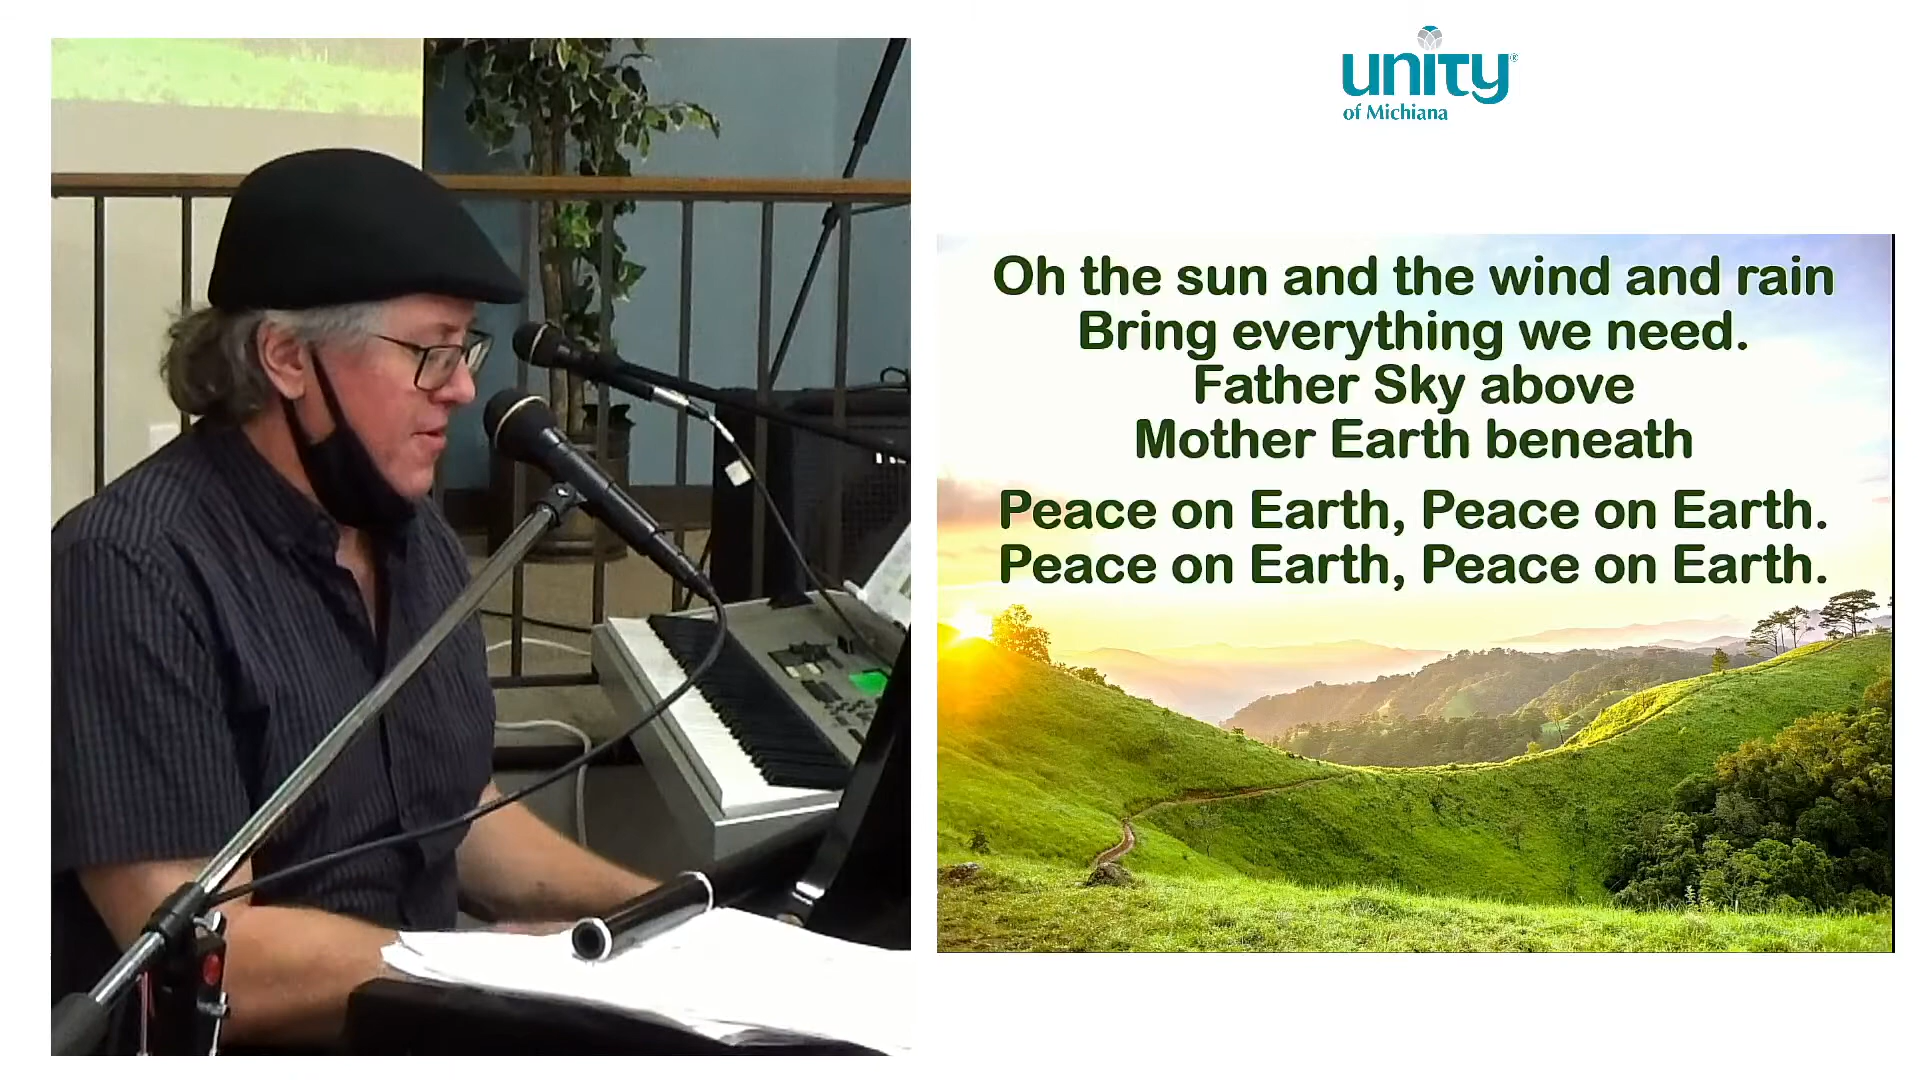 unity®
of Michiana
Oh the sun and the wind and rain
Bring everything we need.
Father Sky above
Mother Earth beneath
Peace on Earth, Peace on Earth.
Peace on Earth, Peace on Earth.